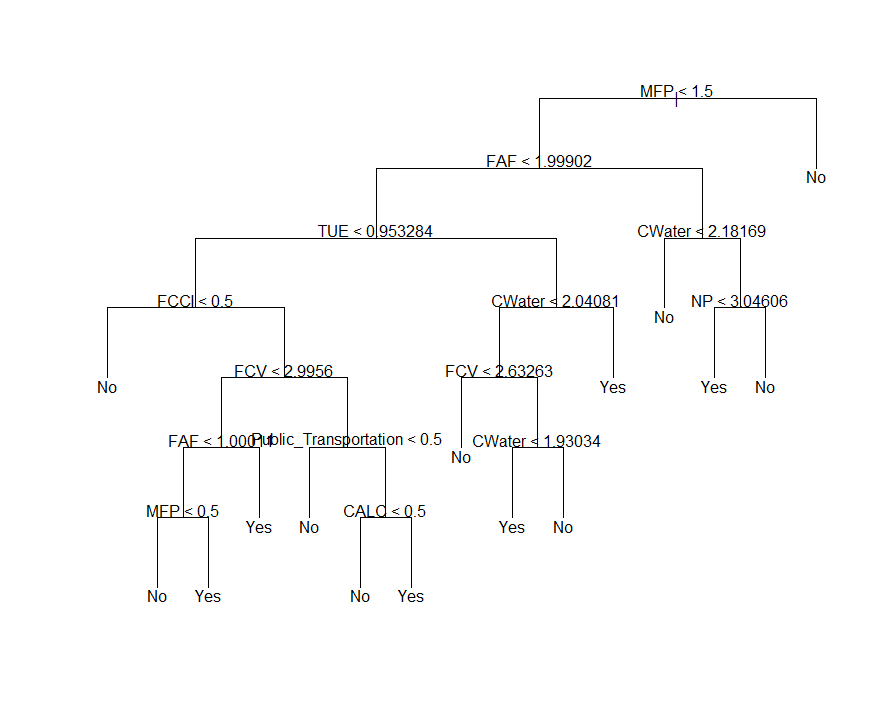 MFP < 1.5
FAF < 1.99902
No
TUE < 0.953284
CWater < 2.18169
FCCI < 0.5
CWater < 2.04081
No
NP < 3.04606
No
FCV < 2.9956
FCV < 2.63263
Yes
Yes
No
FAF < 1.00011
Public_Transportation < 0.5
No
CWater < 1.93034
MFP < 0.5
Yes
No
CALC < 0.5
Yes
No
No
Yes
No
Yes